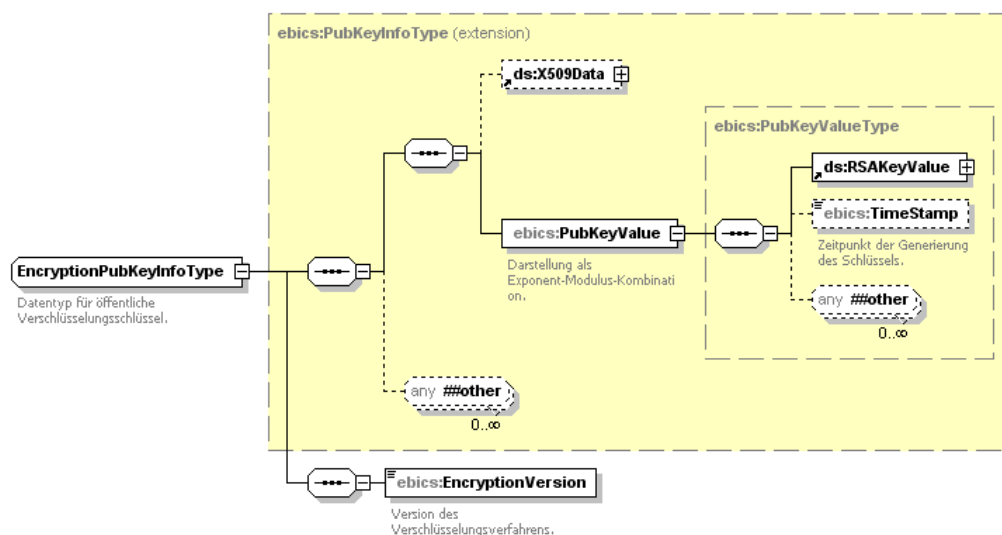 ebics:PubKeyInfoType (extension)
ds:X509Data
ebics:PubKeyValueType
ds:RSAKeyValue
ebics:TimeStamp
Zeitpunkt der Generierung
des Schlüssels.
any ##other
0..∞
ebics:PubKeyValue
Darstellung als
Exponent-Modulus-Kombinati
on.
EncryptionPubKeyInfoType
Datentyp für öffentliche
Verschlüsselungsschlüssel.
any ##other
0..∞
ebics:EncryptionVersion
Version des
Verschlüsselungsverfahrens.